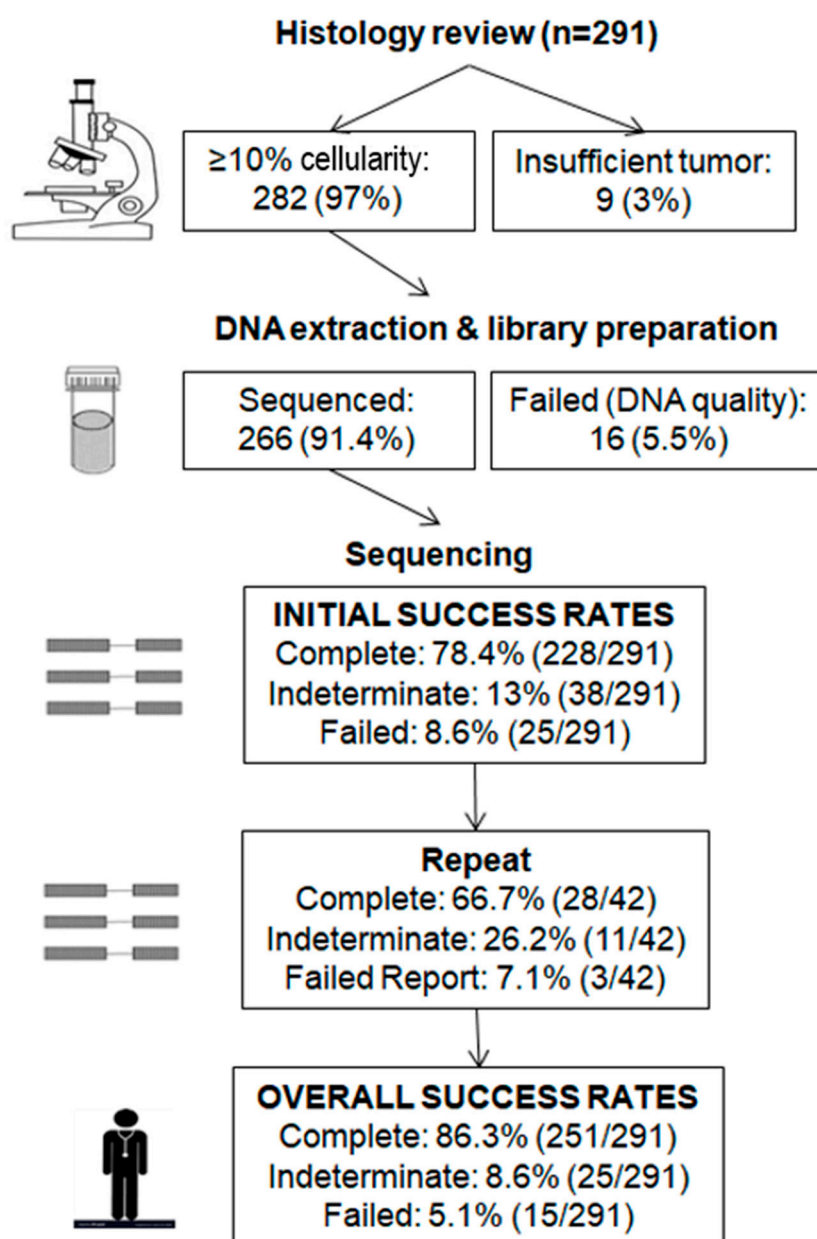 Histology review (n=291)
≥10% cellularity:
282 (97%)
Insufficient tumor:
9 (3%)
DNA extraction & library preparation
Sequenced:
266 (91.4%)
Failed (DNA quality):
16 (5.5%)
Sequencing
INITIAL SUCCESS RATES
Complete: 78.4% (228/291)
Indeterminate: 13% (38/291)
Failed: 8.6% (25/291)
Repeat
Complete: 66.7% (28/42)
Indeterminate: 26.2% (11/42)
Failed Report: 7.1% (3/42)
OVERALL SUCCESS RATES
Complete: 86.3% (251/291)
Indeterminate: 8.6% (25/291)
Failed: 5.1% (15/291)